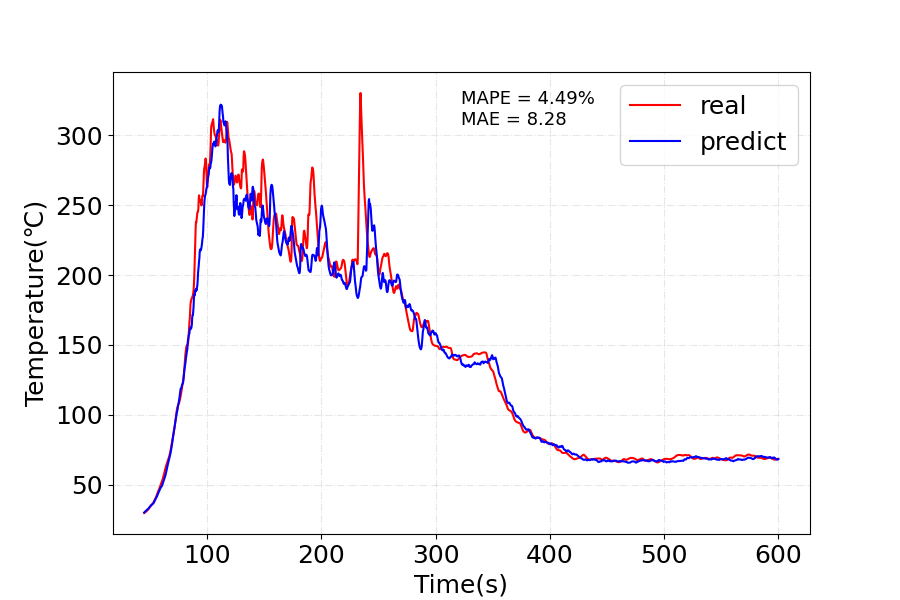 MAPE = 4.49%
MAE = 8.28
real
predict
300
250
200
150
100
50
Temperature(℃)
100 200 300 400 500 600
Time(s)